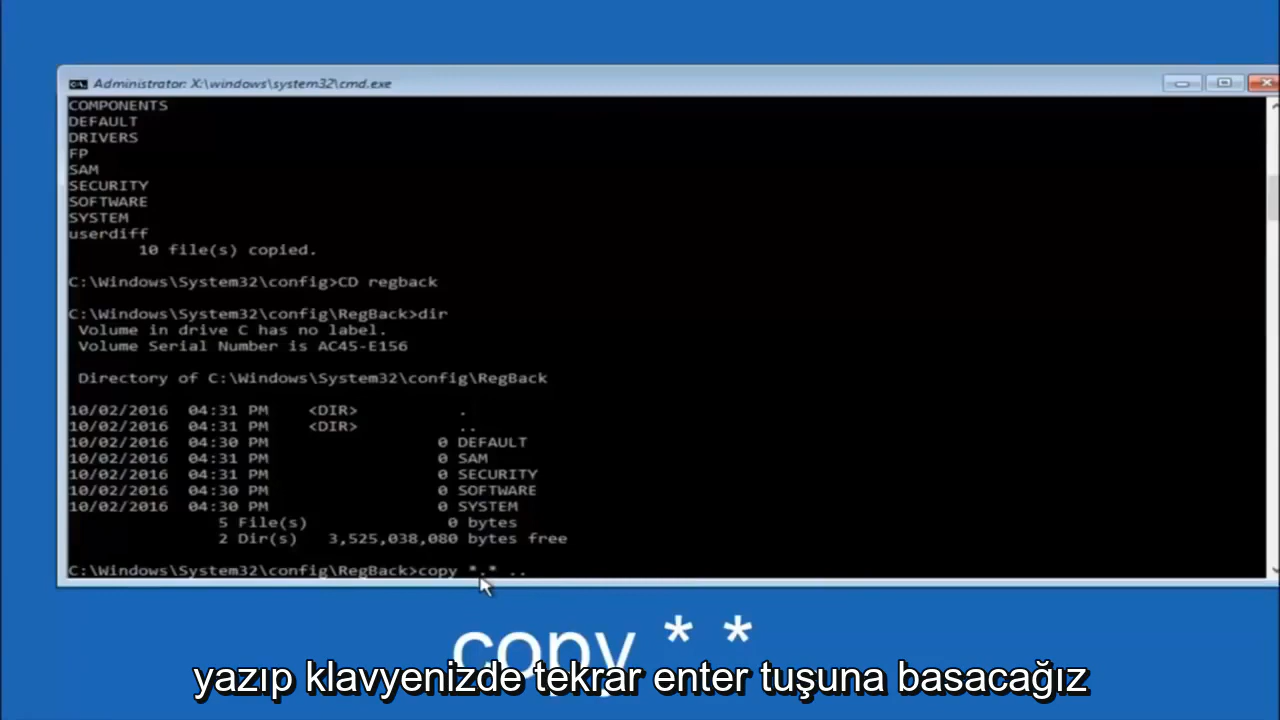 Administrator: X:\windows\system32\cmd.exe
COMPONENTS
DEFAULT
DRIVERS
FP
SAM
SECURITY
SOFTWARE
SYSTEM
userdiff
10 file(s) copied.
C:\Windows\System32\config>CD regback
C:\Windows\System32\config\RegBack>dir
Volume in drive C has no label.
Volume Serial Number is AC45-E156
Directory of C:\Windows\System32\config\RegBack
10/02/2016 04:31 PM <DIR> .
10/02/2016 04:31 PM <DIR> ..
10/02/2016 04:30 PM 0 DEFAULT
10/02/2016 04:31 PM 0 SAM
10/02/2016 04:31 PM 0 SECURITY
10/02/2016 04:30 PM 0 SOFTWARE
10/02/2016 04:30 PM 0 SYSTEM
5 File(s) 0 bytes
2 Dir(s) 3,525,038,080 bytes free
C:\Windows\System32\config\RegBack>copy *.* ..
copy * *
yazıp klavyenizde tekrar enter tuşuna basacağız